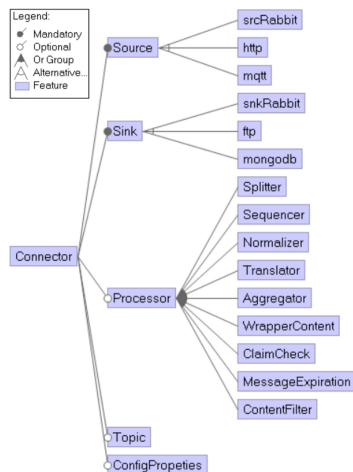 Legend:
Mandatory
Optional
Or Group
Alternative...
Feature
Source
srcRabbit
http
mqtt
Sink
snkRabbit
ftp
mongodb
Connector
Processor
Splitter
Sequencer
Normalizer
Translator
Aggregator
WrapperContent
ClaimCheck
MessageExpiration
ContentFilter
Topic
ConfigPropeties